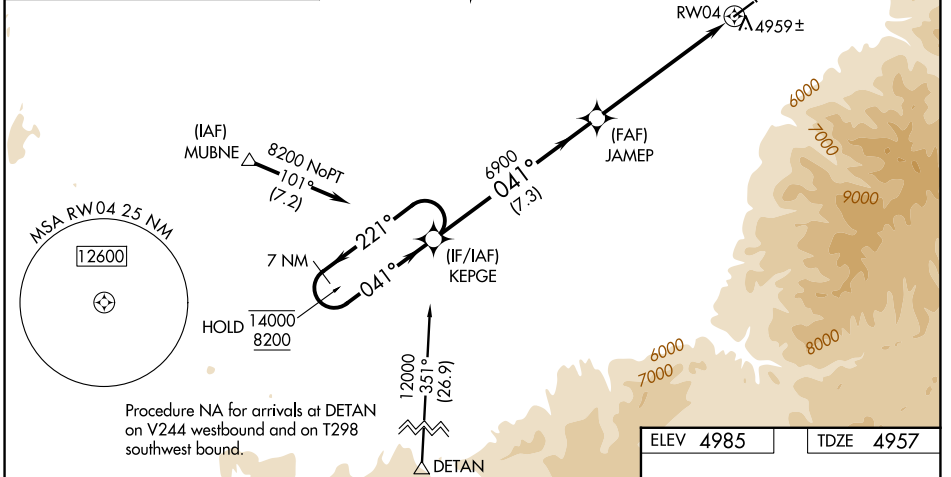 RW04
4959±
6000
7000
9000
8000
(FAF)
JAMEP
(IAF)
MUBNE
8200 NoPT
101°
(7.2)
6900
041°
(7.3)
MSA RW04 25 NM
12600
221°
041°
7 NM
(IF/IAF)
KEPGE
HOLD
14000
8200
12000
351°
(26.9)
6000
7000
Procedure NA for arrivals at DETAN
on V244 westbound and on T298
southwest bound.
DETAN
ELEV 4985
TDZE 4957